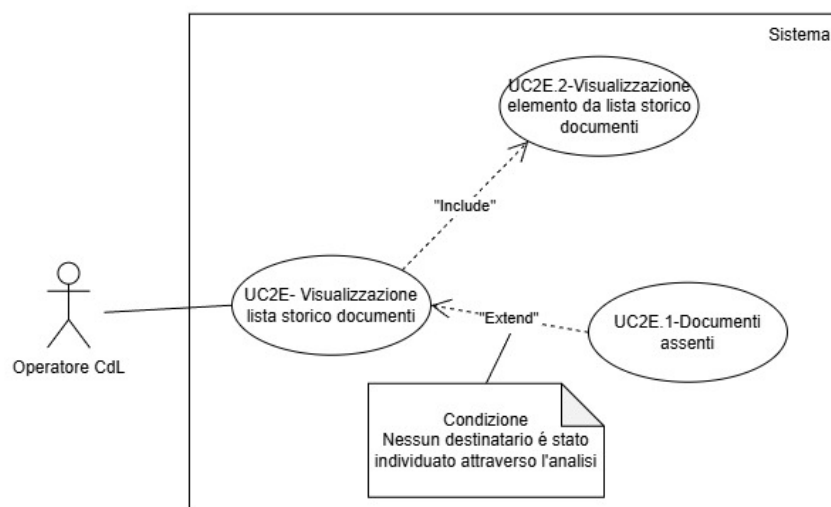 Sistema
UC2E.2-Visualizzazione
elemento da lista storico
documenti
"Include"
UC2E- Visualizzazione
lista storico documenti
"Extend"
UC2E.1-Documenti
assenti
Operatore CdL
Condizione
Nessun destinatario é stato
individuato attraverso l'analisi